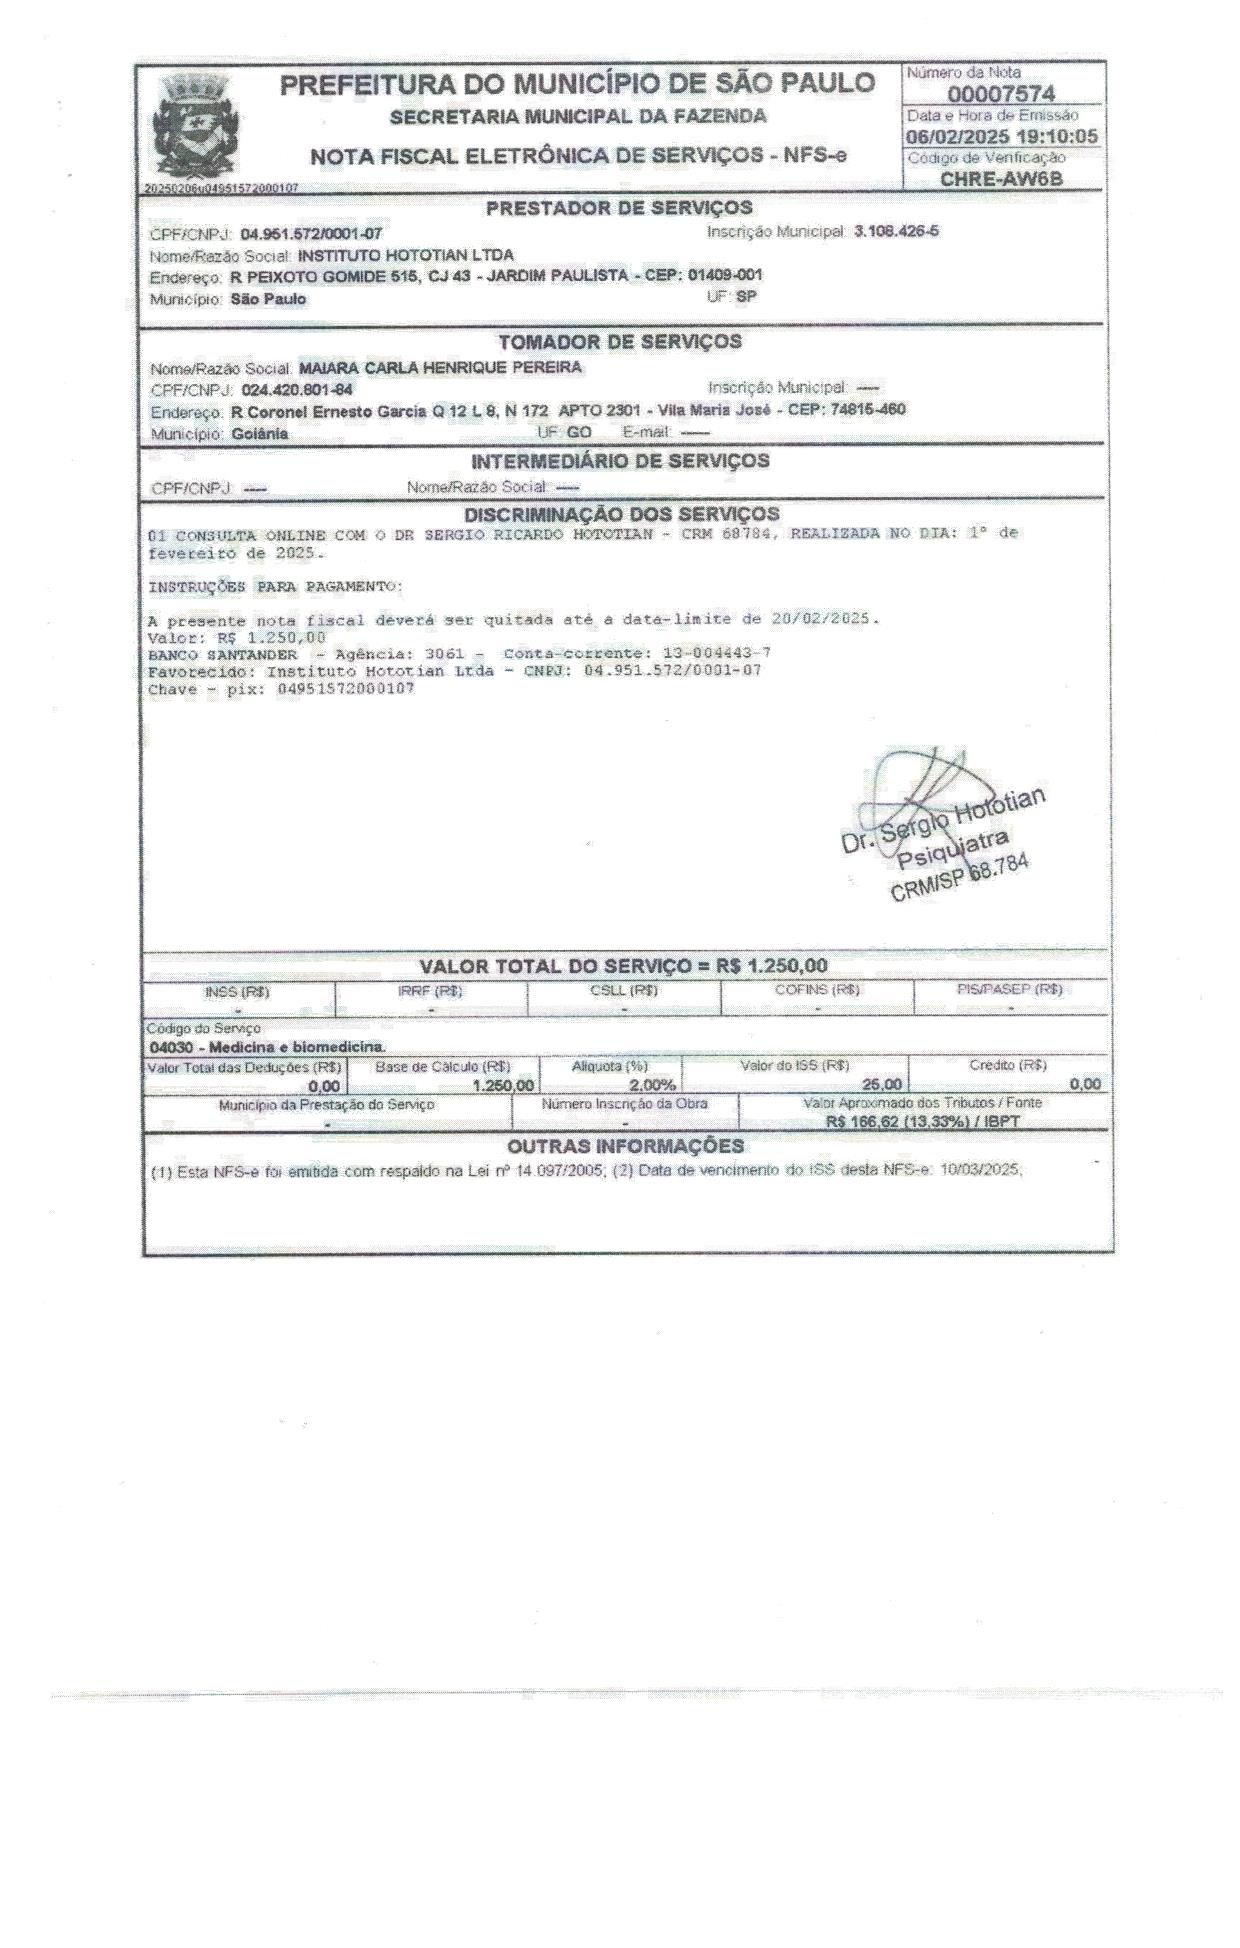 PREFEITURA DO MUNICÍPIO DE SÃO PAULO
SECRETARIA MUNICIPAL DA FAZENDA
NOTA FISCAL ELETRÔNICA DE SERVIÇOS - NFS-e
20250206u04951572000107
Número da Nota
00007574
Data e Hora de Emissão
06/02/2025 19:10:05
Código de Verificação
CHRE-AW6B
PRESTADOR DE SERVIÇOS
CPF/CNPJ: 04.951.572/0001-07 Inscrição Municipal: 3.108.426-5
Nome/Razão Social: INSTITUTO HOTOTIAN LTDA
Endereço: R PEIXOTO GOMIDE 515, CJ 43 - JARDIM PAULISTA - CEP: 01409-001
Município: São Paulo UF: SP
TOMADOR DE SERVIÇOS
Nome/Razão Social: MAIARA CARLA HENRIQUE PEREIRA
CPF/CNPJ: 024.420.801-84 Inscrição Municipal: ----
Endereço: R Coronel Ernesto Garcia Q 12 L 8, N 172 APTO 2301 - Vila Maria José - CEP: 74815-460
Município: Goiânia UF: GO E-mail: -----
INTERMEDIÁRIO DE SERVIÇOS
CPF/CNPJ: ---- Nome/Razão Social: ----
DISCRIMINAÇÃO DOS SERVIÇOS
01 CONSULTA ONLINE COM O DR SERGIO RICARDO HOTOTIAN - CRM 68784, REALIZADA NO DIA: 1º de
fevereiro de 2025.
INSTRUÇÕES PARA PAGAMENTO:
A presente nota fiscal deverá ser quitada até a data-limite de 20/02/2025.
Valor: R$ 1.250,00
BANCO SANTANDER - Agência: 3061 - Conta-corrente: 13-004443-7
Favorecido: Instituto Hototian Ltda - CNPJ: 04.951.572/0001-07
Chave - pix: 04951572000107
Dr. Sergio Hototian
Psiquiatra
CRM/SP 68.784
VALOR TOTAL DO SERVIÇO = R$ 1.250,00
INSS (R$) IRRF (R$) CSLL (R$) COFINS (R$) PIS/PASEP (R$)
- - - - -
Código do Serviço
04030 - Medicina e biomedicina.
Valor Total das Deduções (R$) Base de Cálculo (R$) Alíquota (%) Valor do ISS (R$) Crédito (R$)
0,00 1.250,00 2,00% 25,00 0,00
Município da Prestação do Serviço Número Inscrição da Obra Valor Aproximado dos Tributos / Fonte
- - R$ 166,62 (13,33%) / IBPT
OUTRAS INFORMAÇÕES
(1) Esta NFS-e foi emitida com respaldo na Lei nº 14.097/2005; (2) Data de vencimento do ISS desta NFS-e: 10/03/2025;